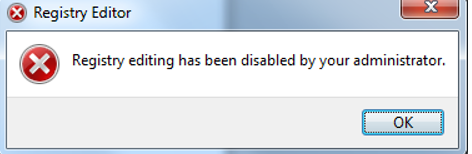 Registry Editor
Registry editing has been disabled by your administrator.
OK